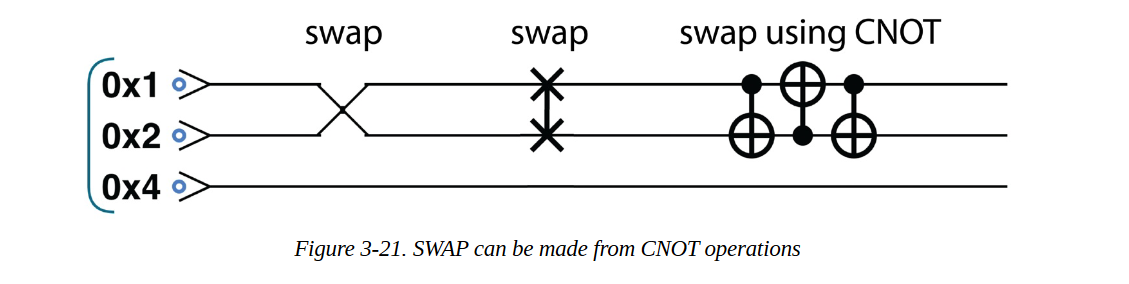 swap swap swap using CNOT
0x1
0x2
0x4
Figure 3-21. SWAP can be made from CNOT operations